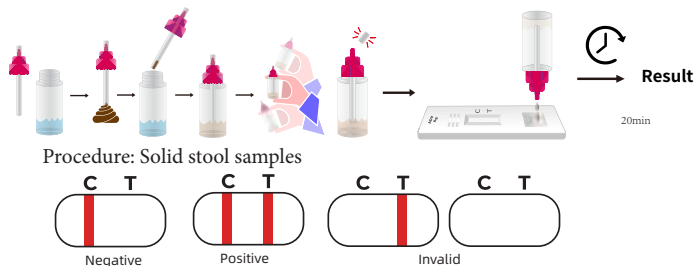 C T
Result
20min
Procedure: Solid stool samples
C T C T C T C T
Negative Positive Invalid